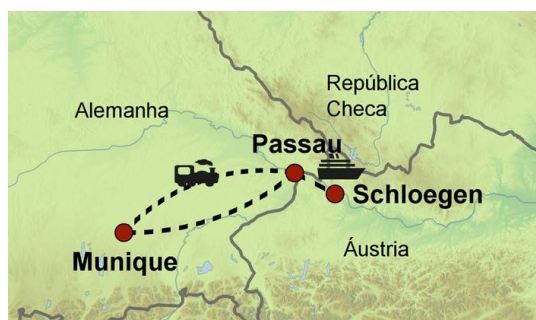 República
Checa
Alemanha
Passau
Schloegen
Munique
Áustria